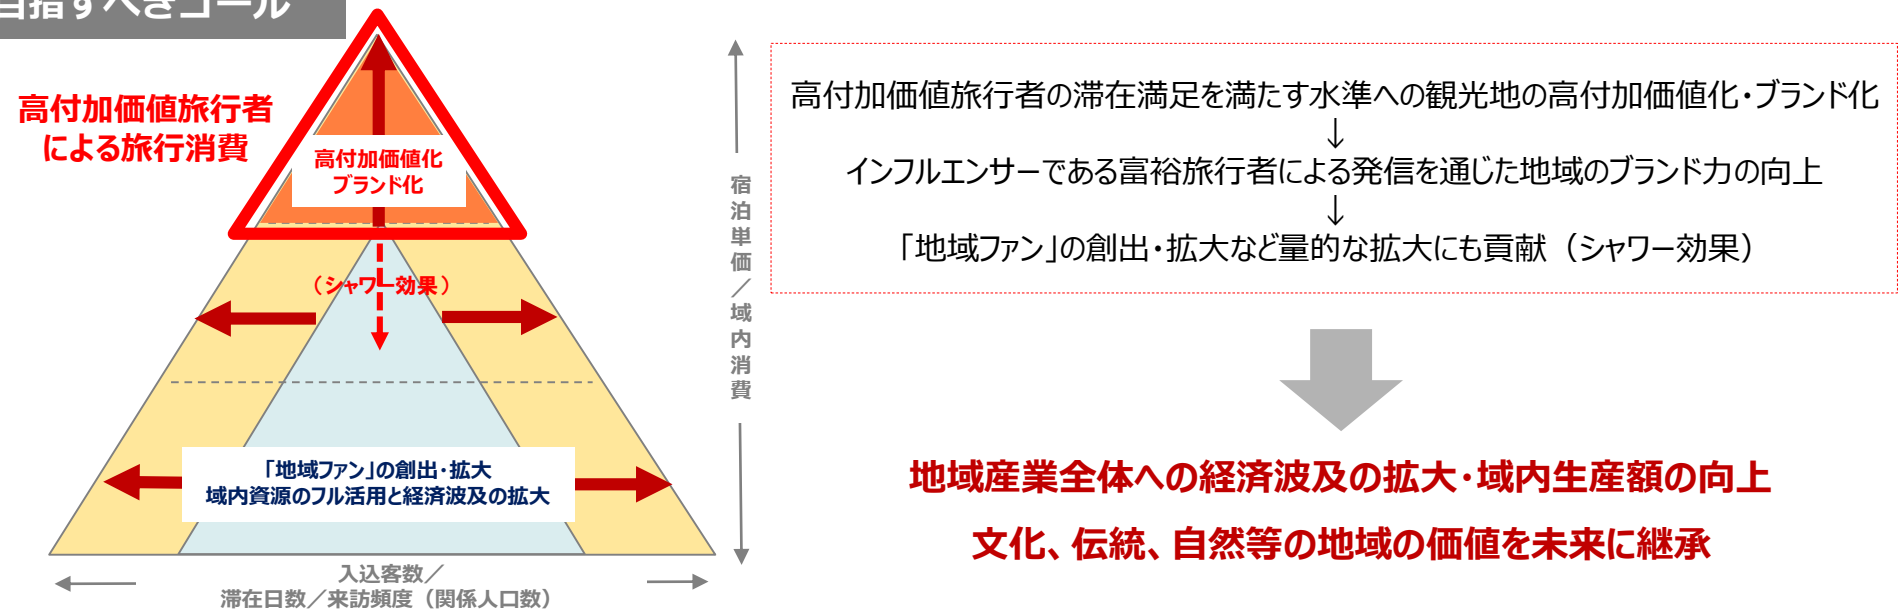 目指すべきゴール
高付加価値旅行者
による旅行消費
高付加価値化
ブランド化
（シャワー効果）
「地域ファン」の創出・拡大
域内資源のフル活用と経済波及の拡大
入込客数／
滞在日数／来訪頻度（関係人口数）
宿泊単価／域内消費
高付加価値旅行者の滞在満足を満たす水準への観光地の高付加価値化・ブランド化
↓
インフルエンサーである富裕旅行者による発信を通じた地域のブランド力の向上
↓
「地域ファン」の創出・拡大など量的な拡大にも貢献（シャワー効果）
地域産業全体への経済波及の拡大・域内生産額の向上
文化、伝統、自然等の地域の価値を未来に継承